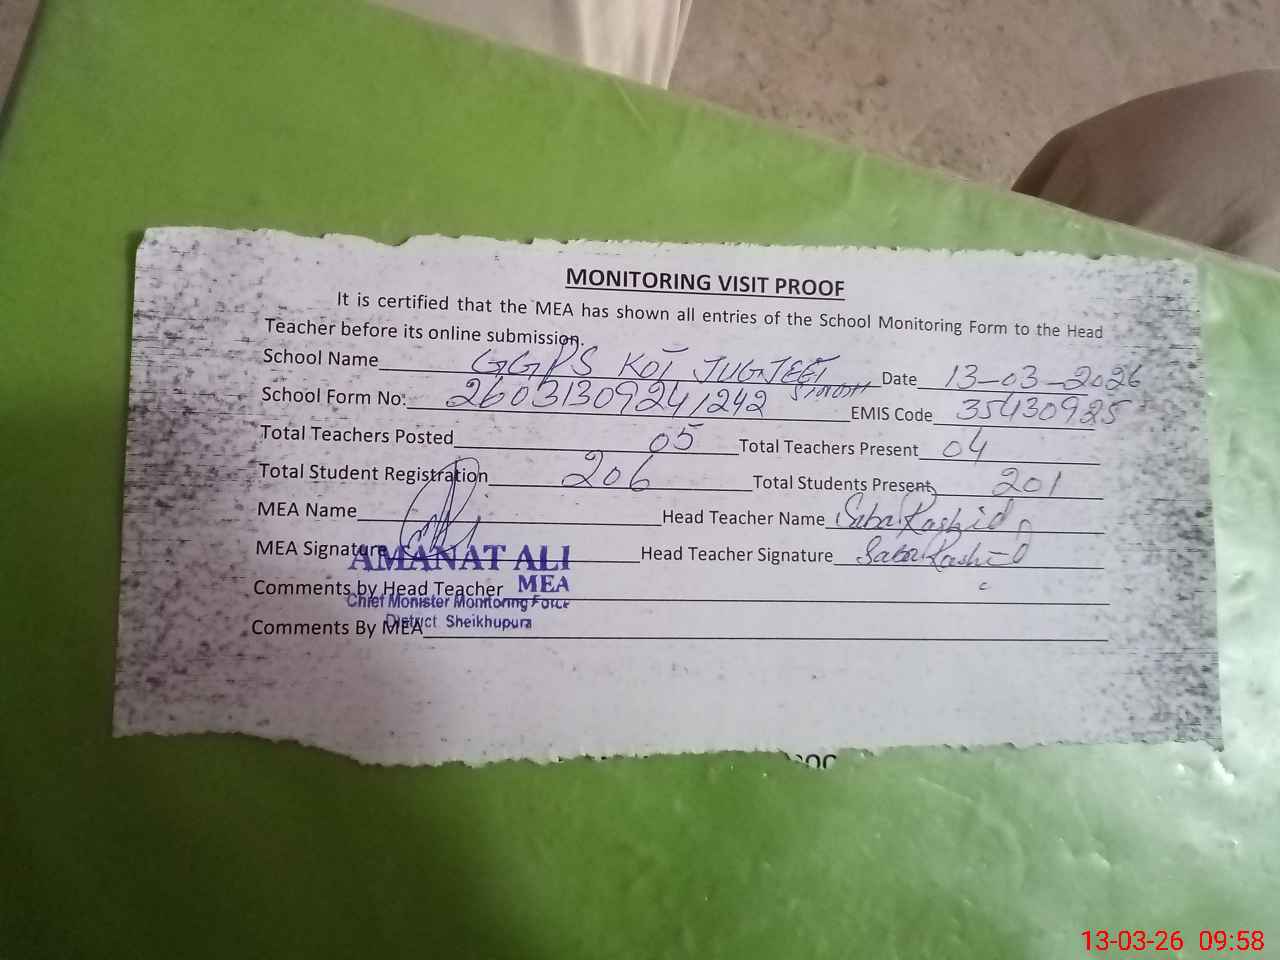 MONITORING VISIT PROOF
It is certified that the MEA has shown all entries of the School Monitoring Form to the Head
Teacher before its online submission.
School Name GGPS KOT JUGJEET SINGH Date 13-03-2026
School Form No: 26031309241242 EMIS Code 35430925
Total Teachers Posted 05 Total Teachers Present 04
Total Student Registration 206 Total Students Present 201
MEA Name Head Teacher Name Saba Rashid
MEA Signature Head Teacher Signature Saba Rashid
AMANAT ALI
Comments by Head Teacher MEA
Chief Monister Monitoring Force
Comments By MEA District Sheikhupura
13-03-26 09:58